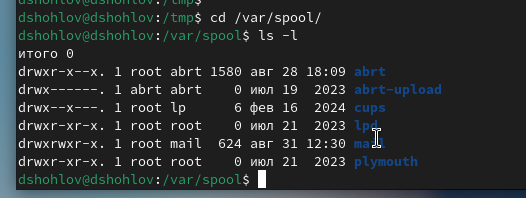 dshohlov@dshohlov:/tmp$ cd /var/spool/
dshohlov@dshohlov:/var/spool$ ls -l
итого 0
drwxr-x--x. 1 root abrt 1580 авг 28 18:09 abrt
drwx------. 1 abrt abrt    0 июл 19  2023 abrt-upload
drwx--x---. 1 root lp      6 фев 16  2024 cups
drwxr-xr-x. 1 root root    0 июл 21  2023 lpd
drwxrwxr-x. 1 root mail  624 авг 31 12:30 mail
drwxr-xr-x. 1 root root    0 июл 21  2023 plymouth
dshohlov@dshohlov:/var/spool$